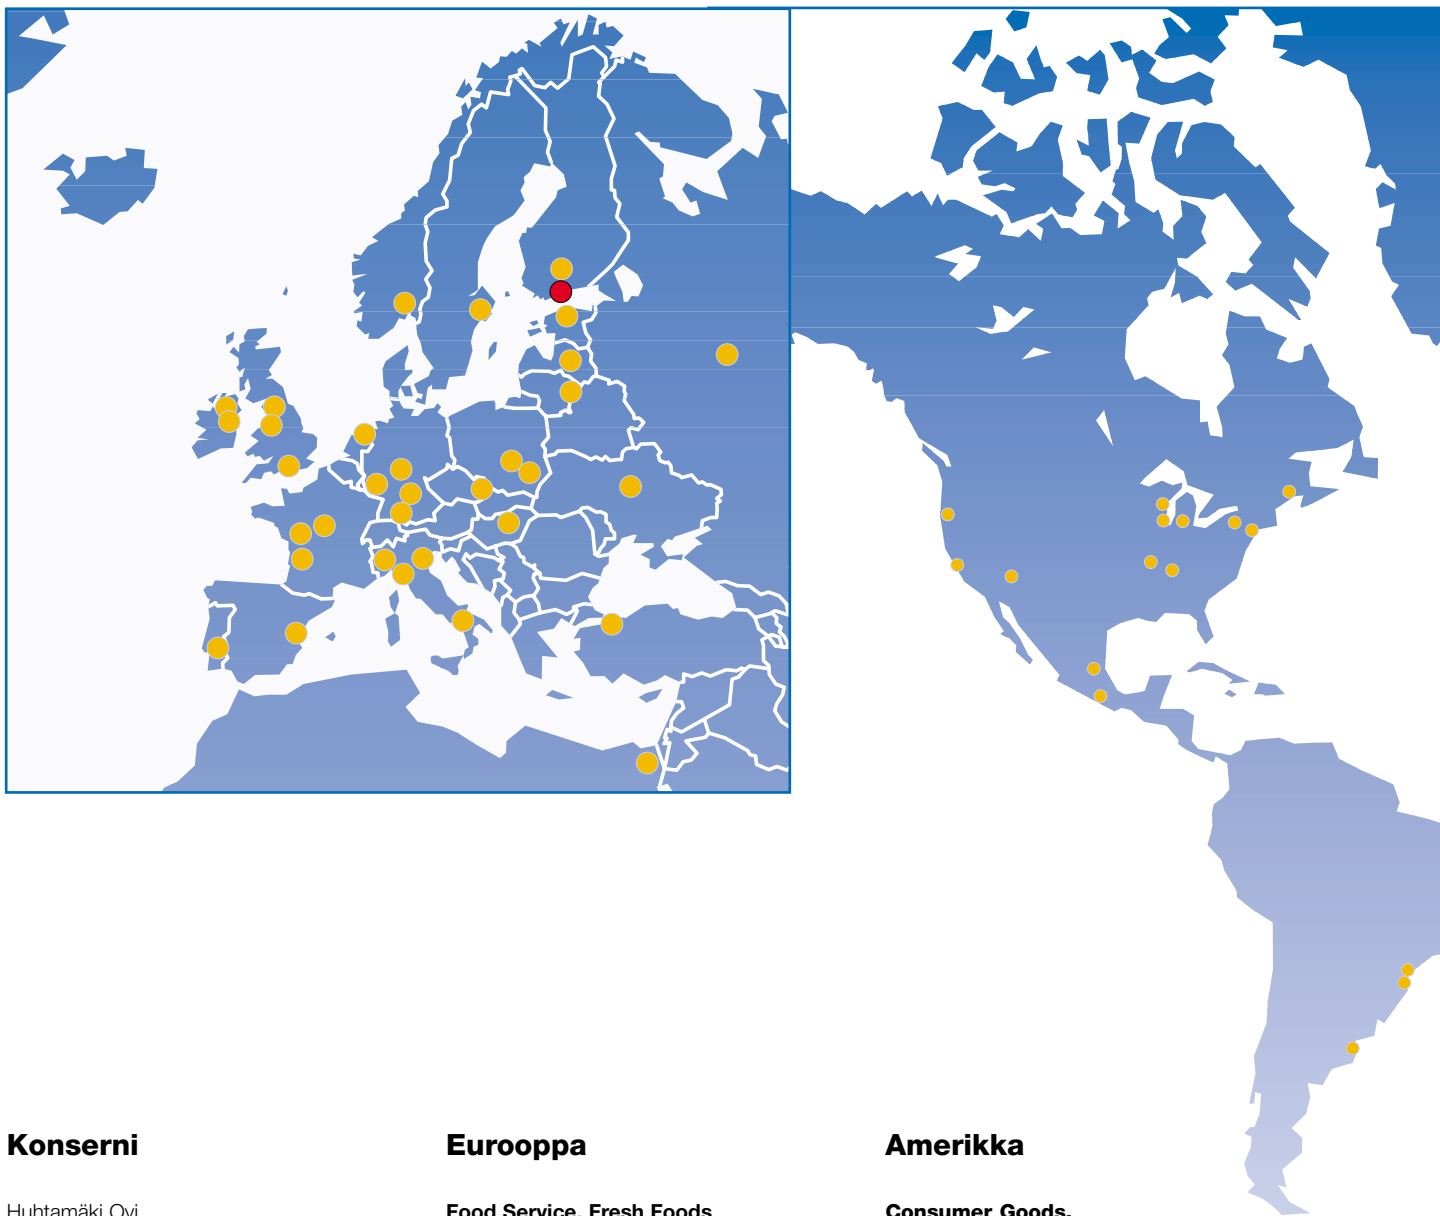 Konserni
Huhtamäki Oyj
Eurooppa
Food Service, Fresh Foods
Amerikka
Consumer Goods,